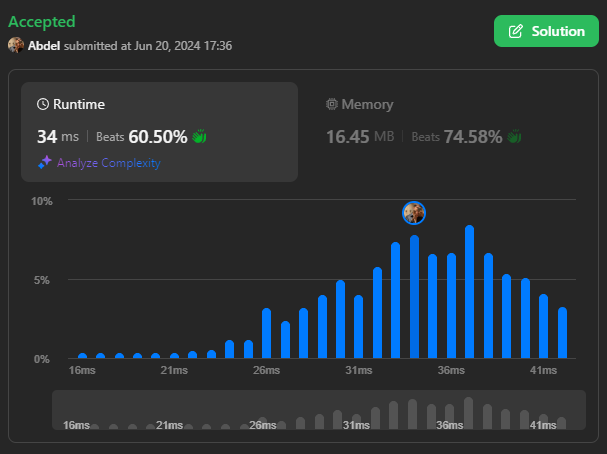 Accepted
Abdel submitted at Jun 20, 2024 17:36
Solution
Runtime
34 ms | Beats 60.50%
Analyze Complexity
Memory
16.45 MB | Beats 74.58%
10%
5%
0%
16ms 21ms 26ms 31ms 36ms 41ms
16ms 21ms 26ms 31ms 36ms 41ms